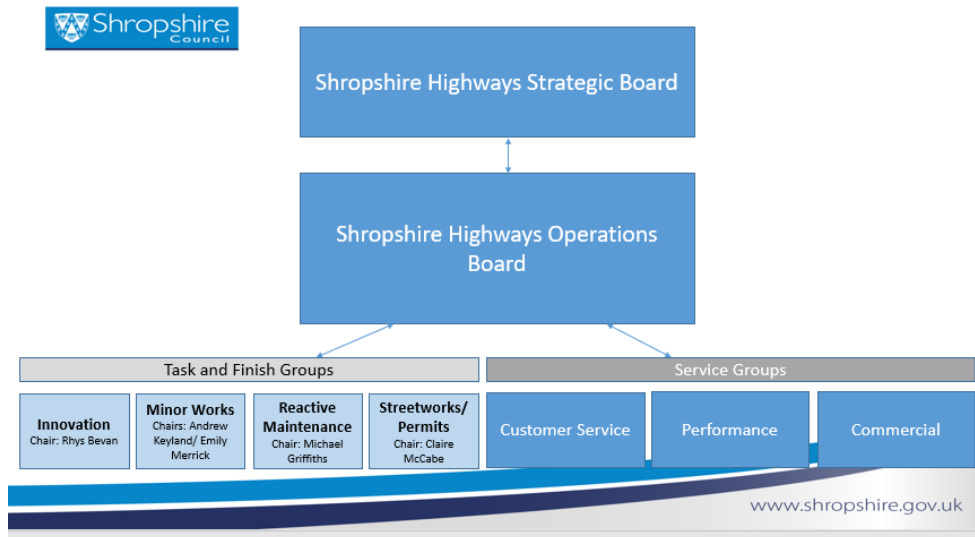 Shropshire
Council
Shropshire Highways Strategic Board
Shropshire Highways Operations
Board
Task and Finish Groups
Service Groups
Innovation
Chair: Rhys Bevan
Minor Works
Chairs: Andrew
Keyland/ Emily
Merrick
Reactive
Maintenance
Chair: Michael
Griffiths
Streetworks/
Permits
Chair: Claire
McCabe
Customer Service
Performance
Commercial
www.shropshire.gov.uk